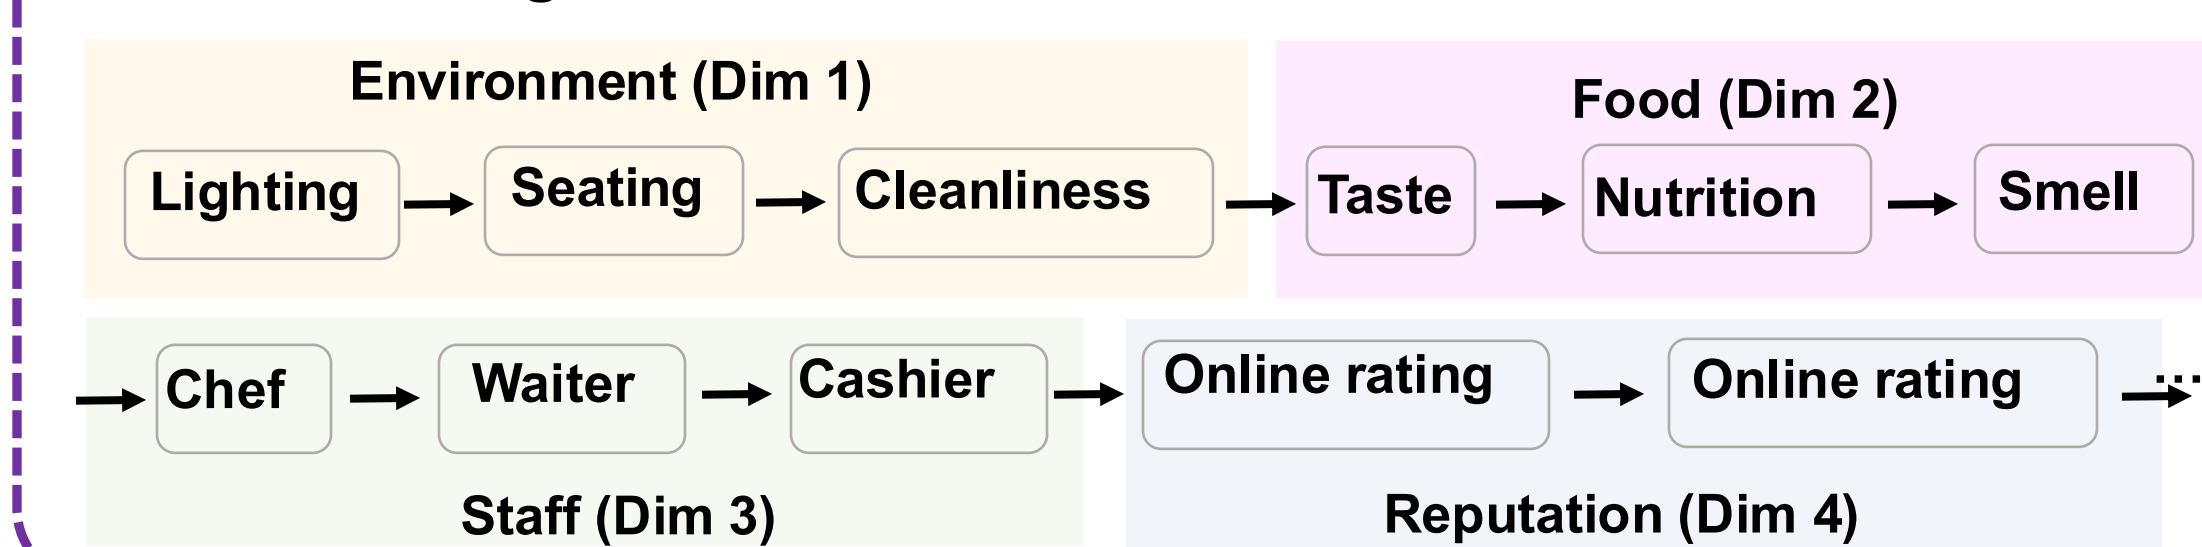 Environment (Dim 1)
Food (Dim 2)
Lighting
Seating
Cleanliness
Taste
Nutrition
Smell
Chef
Waiter
Cashier
Online rating
Online rating
...
Staff (Dim 3)
Reputation (Dim 4)